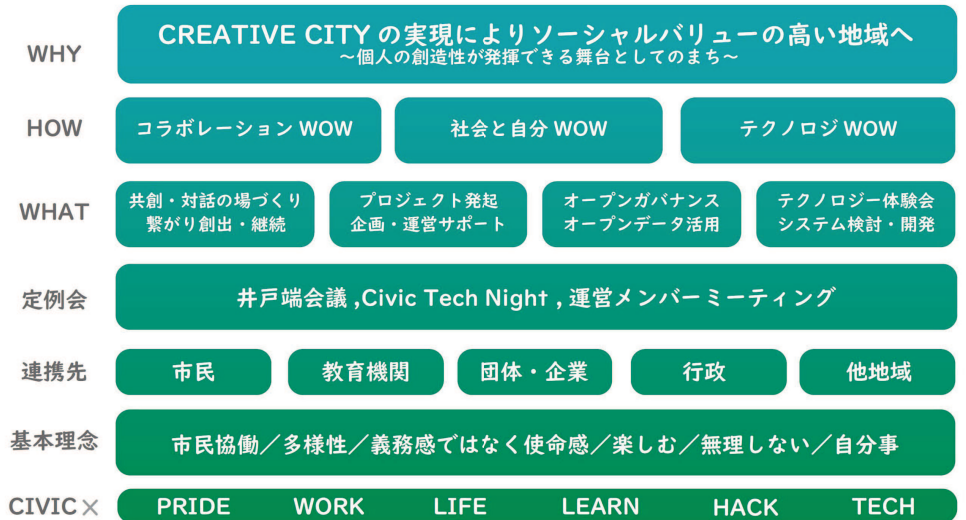 WHY
CREATIVE CITY の実現によりソーシャルバリューの高い地域へ
～個人の創造性が発揮できる舞台としてのまち～
HOW
コラボレーション WOW
社会と自分 WOW
テクノロジ WOW
WHAT
共創・対話の場づくり
繋がり創出・継続
プロジェクト発起
企画・運営サポート
オープンガバナンス
オープンデータ活用
テクノロジー体験会
システム検討・開発
定例会
井戸端会議 ,Civic Tech Night , 運営メンバーミーティング
連携先
市民
教育機関
団体・企業
行政
他地域
基本理念
市民協働／多様性／義務感ではなく使命感／楽しむ／無理しない／自分事
CIVIC×
PRIDE
WORK
LIFE
LEARN
HACK
TECH